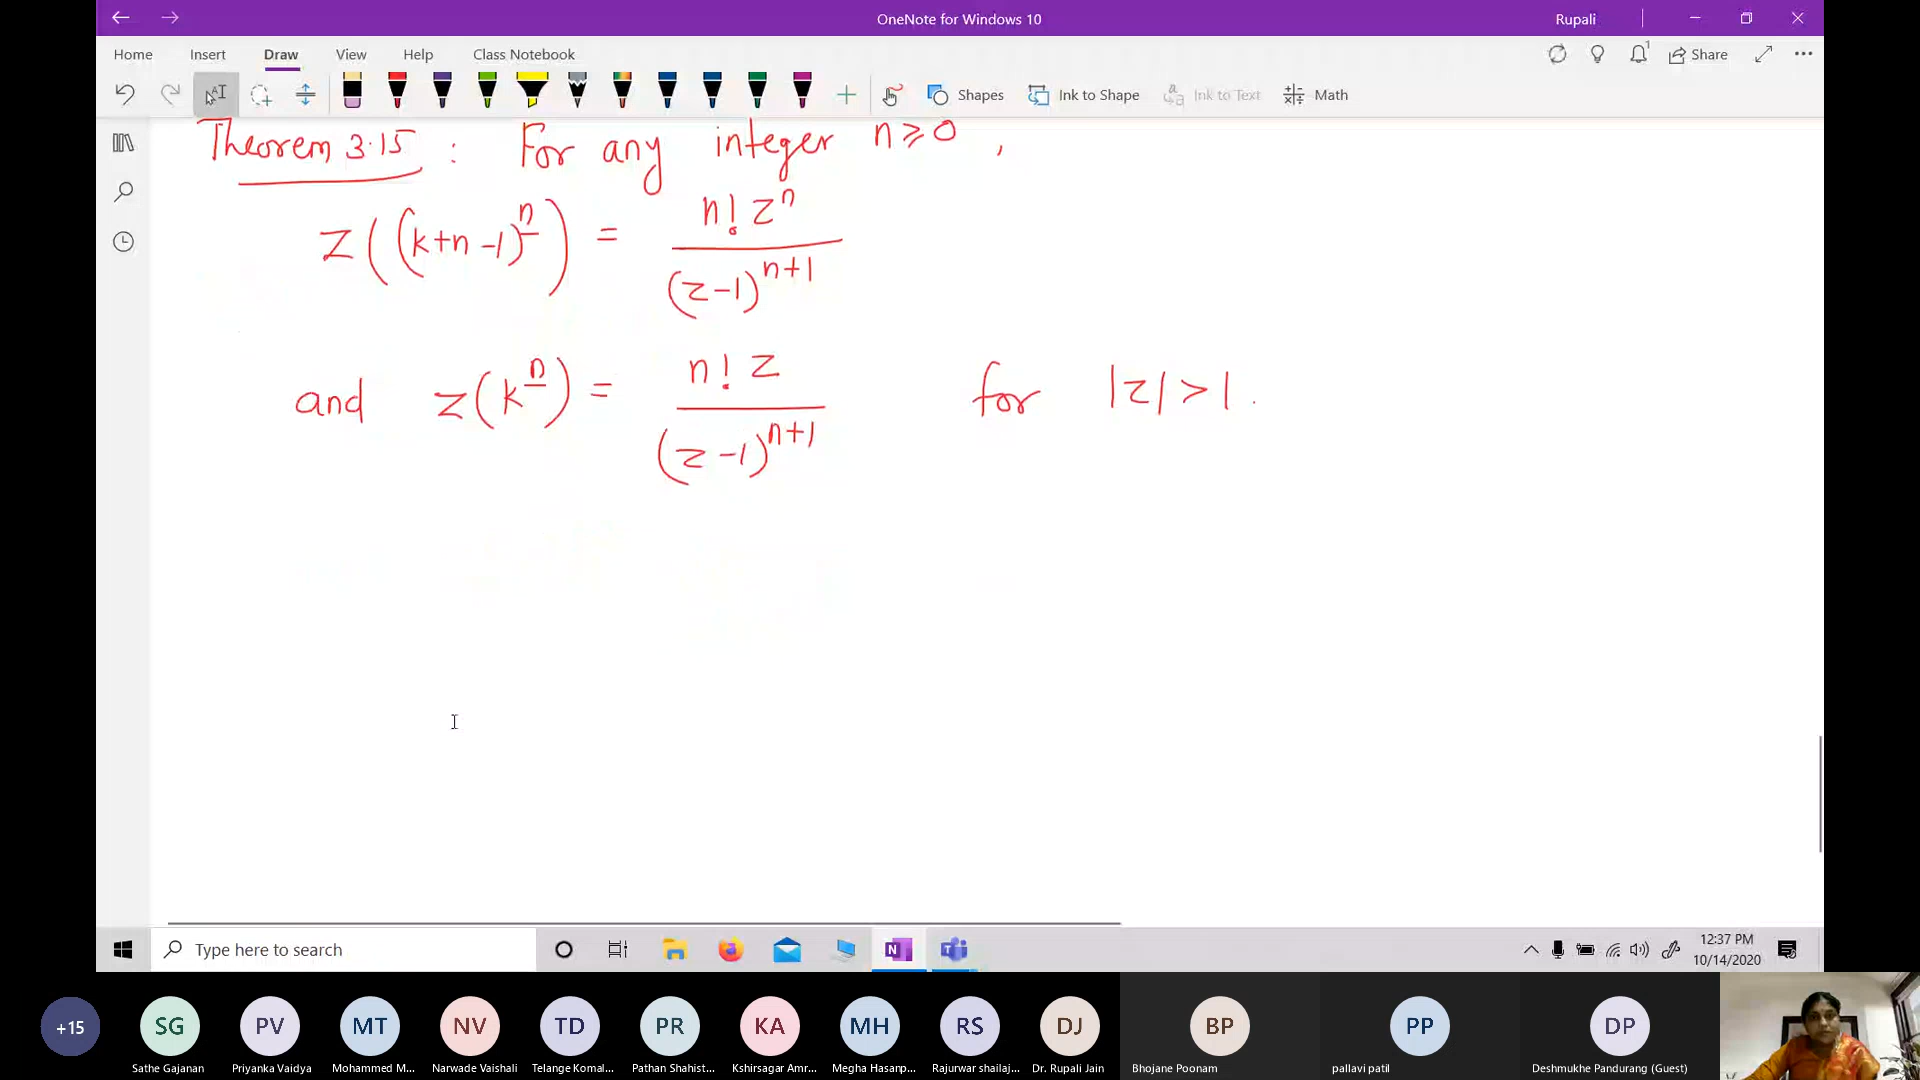 OneNote for Windows 10
Rupali
Home Insert Draw View Help Class Notebook
Share
Shapes Ink to Shape Ink to Text Math
Theorem 3.15 : For any integer n ≥ 0 ,
Z((k+n-1)^n̲) = n! z^n / (z-1)^{n+1}
and z(k^n̲) = n! z / (z-1)^{n+1} for |z| > 1 .
Type here to search
12:37 PM
10/14/2020
+15 SG PV MT NV TD PR KA MH RS DJ BP PP DP
Sathe Gajanan Priyanka Vaidya Mohammed M... Narwade Vaishali Telange Komal... Pathan Shahist... Kshirsagar Amr... Megha Hasanp... Rajurwar shailaj... Dr. Rupali Jain Bhojane Poonam pallavi patil Deshmukhe Pandurang (Guest)